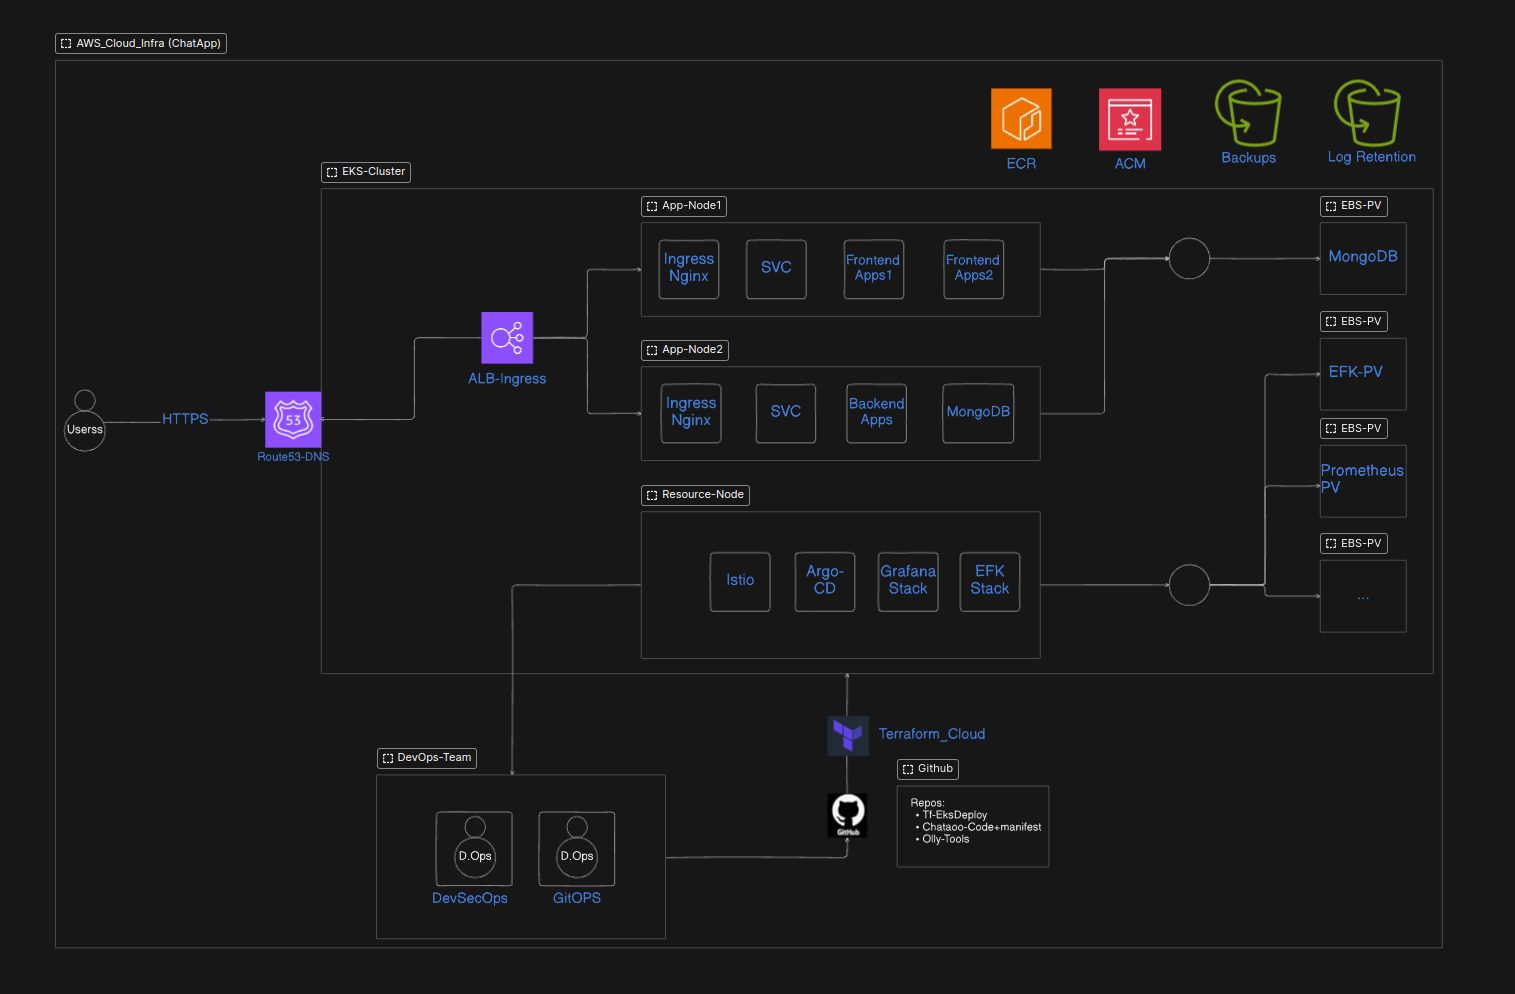 AWS_Cloud_Infra (ChatApp)
ECR
ACM
Backups
Log Retention
EKS-Cluster
App-Node1
Ingress
Nginx
SVC
Frontend
Apps1
Frontend
Apps2
EBS-PV
MongoDB
ALB-Ingress
App-Node2
Ingress
Nginx
SVC
Backend
Apps
MongoDB
EBS-PV
EFK-PV
Userss
HTTPS
53
Route53-DNS
EBS-PV
Prometheus
PV
Resource-Node
Istio
Argo-
CD
Grafana
Stack
EFK
Stack
EBS-PV
...
Terraform_Cloud
DevOps-Team
D.Ops
DevSecOps
D.Ops
GitOPS
GitHub
Github
Repos:
• Tf-EksDeploy
• Chataoo-Code+manifest
• Olly-Tools